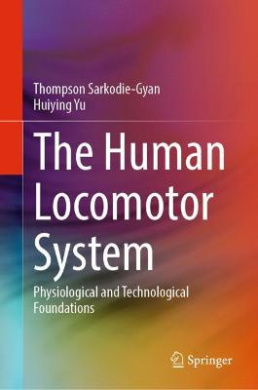 Thompson Sarkodie-Gyan
Huiying Yu
The Human
Locomotor
System
Physiological and Technological
Foundations
Springer